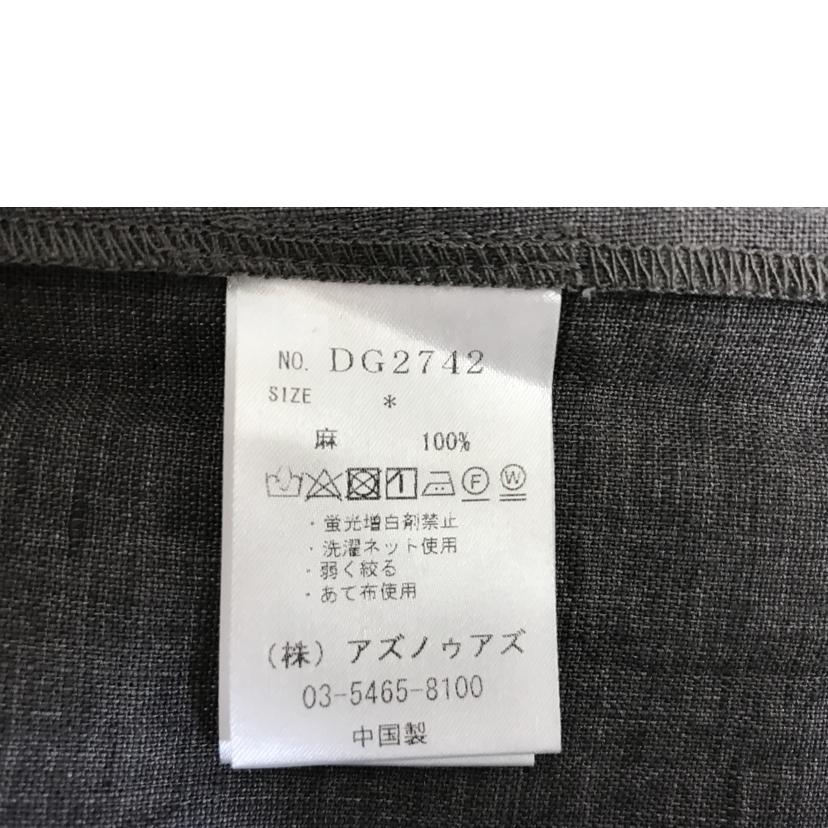 NO. DG2742
SIZE *
麻 100%
F W
・蛍光増白剤禁止
・洗濯ネット使用
・弱く絞る
・あて布使用
(株) アズノゥアズ
03-5465-8100
中国製